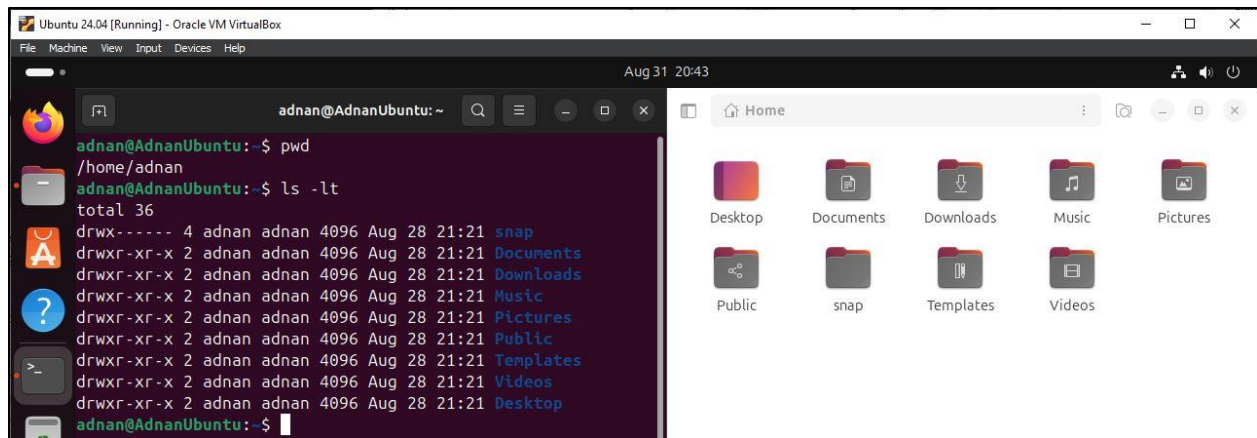 Ubuntu 24.04 [Running] - Oracle VM VirtualBox
File Machine View Input Devices Help
Aug 31 20:43
adnan@AdnanUbuntu: ~
adnan@AdnanUbuntu:~$ pwd
/home/adnan
adnan@AdnanUbuntu:~$ ls -lt
total 36
drwx------ 4 adnan adnan 4096 Aug 28 21:21 snap
drwxr-xr-x 2 adnan adnan 4096 Aug 28 21:21 Documents
drwxr-xr-x 2 adnan adnan 4096 Aug 28 21:21 Downloads
drwxr-xr-x 2 adnan adnan 4096 Aug 28 21:21 Music
drwxr-xr-x 2 adnan adnan 4096 Aug 28 21:21 Pictures
drwxr-xr-x 2 adnan adnan 4096 Aug 28 21:21 Public
drwxr-xr-x 2 adnan adnan 4096 Aug 28 21:21 Templates
drwxr-xr-x 2 adnan adnan 4096 Aug 28 21:21 Videos
drwxr-xr-x 2 adnan adnan 4096 Aug 28 21:21 Desktop
adnan@AdnanUbuntu:~$
Home
Desktop Documents Downloads Music Pictures
Public snap Templates Videos